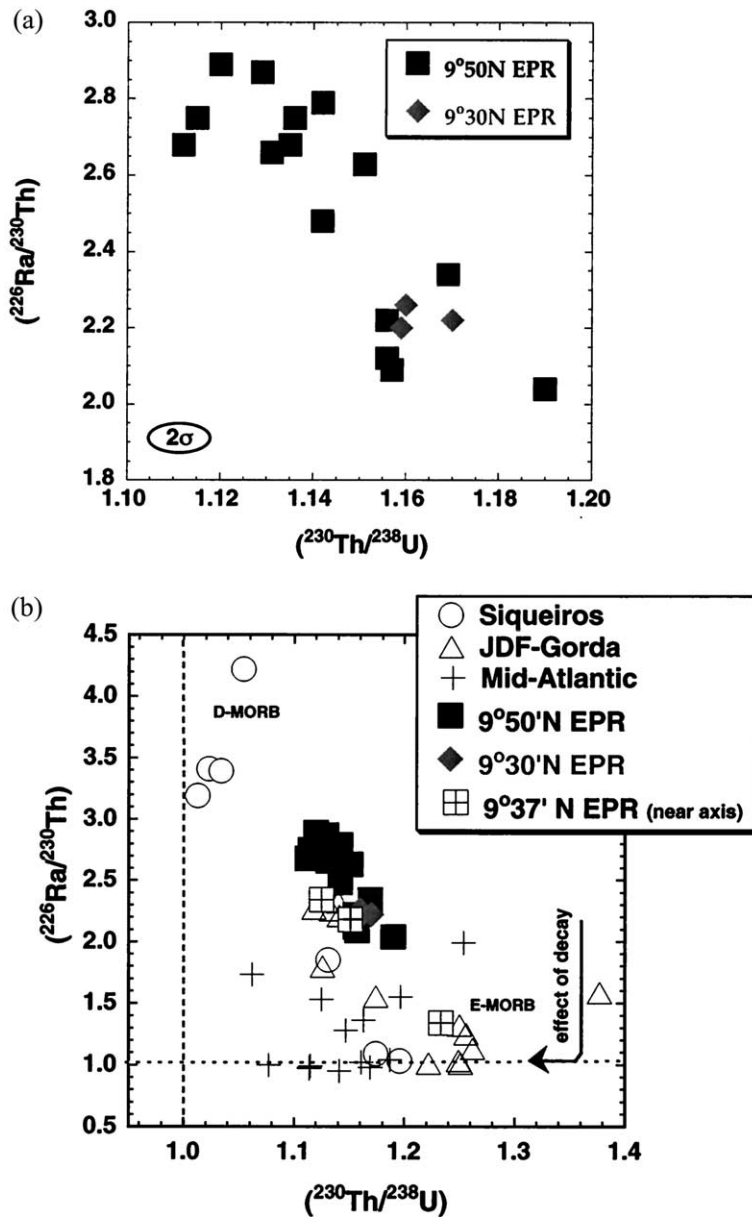 (a)
3.0
2.8
2.6
2.4
2.2
2.0
1.8
(²²⁶Ra/²³⁰Th)
9°50N EPR
9°30N EPR
2σ
1.10 1.12 1.14 1.16 1.18 1.20
(²³⁰Th/²³⁸U)
(b)
4.5
4.0
3.5
3.0
2.5
2.0
1.5
1.0
0.5
(²²⁶Ra/²³⁰Th)
Siqueiros
JDF-Gorda
Mid-Atlantic
9°50'N EPR
9°30'N EPR
9°37' N EPR (near axis)
D-MORB
E-MORB
effect of decay
1.0 1.1 1.2 1.3 1.4
(²³⁰Th/²³⁸U)